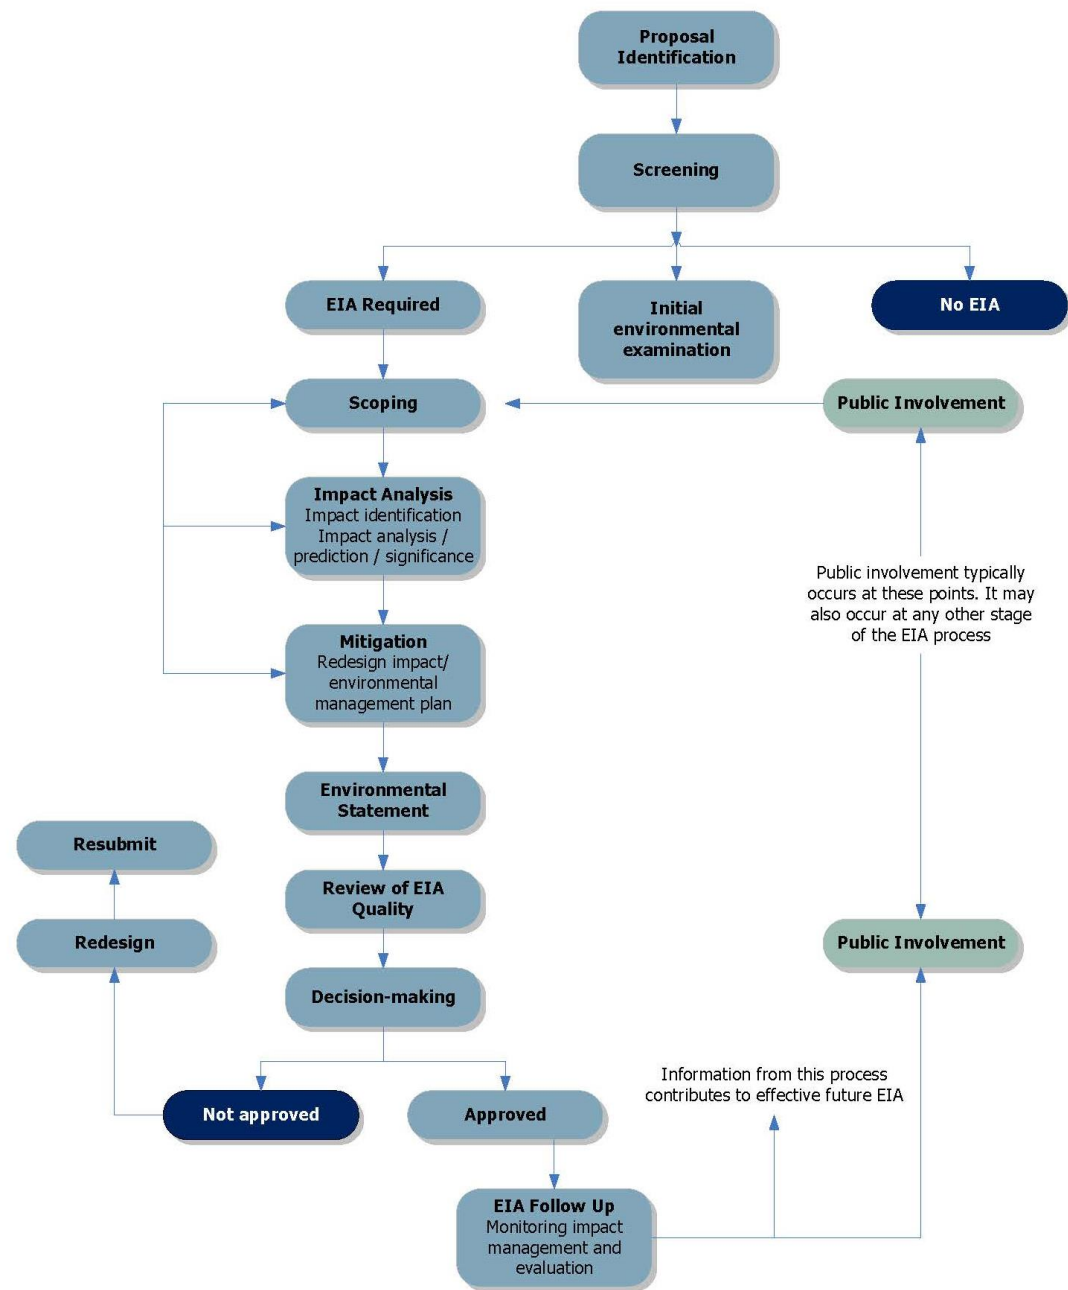 Proposal
Identification
Screening
EIA Required
Initial
environmental
examination
No EIA
Scoping
Public Involvement
Impact Analysis
Impact identification
Impact analysis /
prediction / significance
Public involvement typically
occurs at these points. It may
also occur at any other stage
of the EIA process
Mitigation
Redesign impact/
environmental
management plan
Environmental
Statement
Resubmit
Review of EIA
Quality
Redesign
Public Involvement
Decision-making
Information from this process
contributes to effective future EIA
Not approved
Approved
EIA Follow Up
Monitoring impact
management and
evaluation